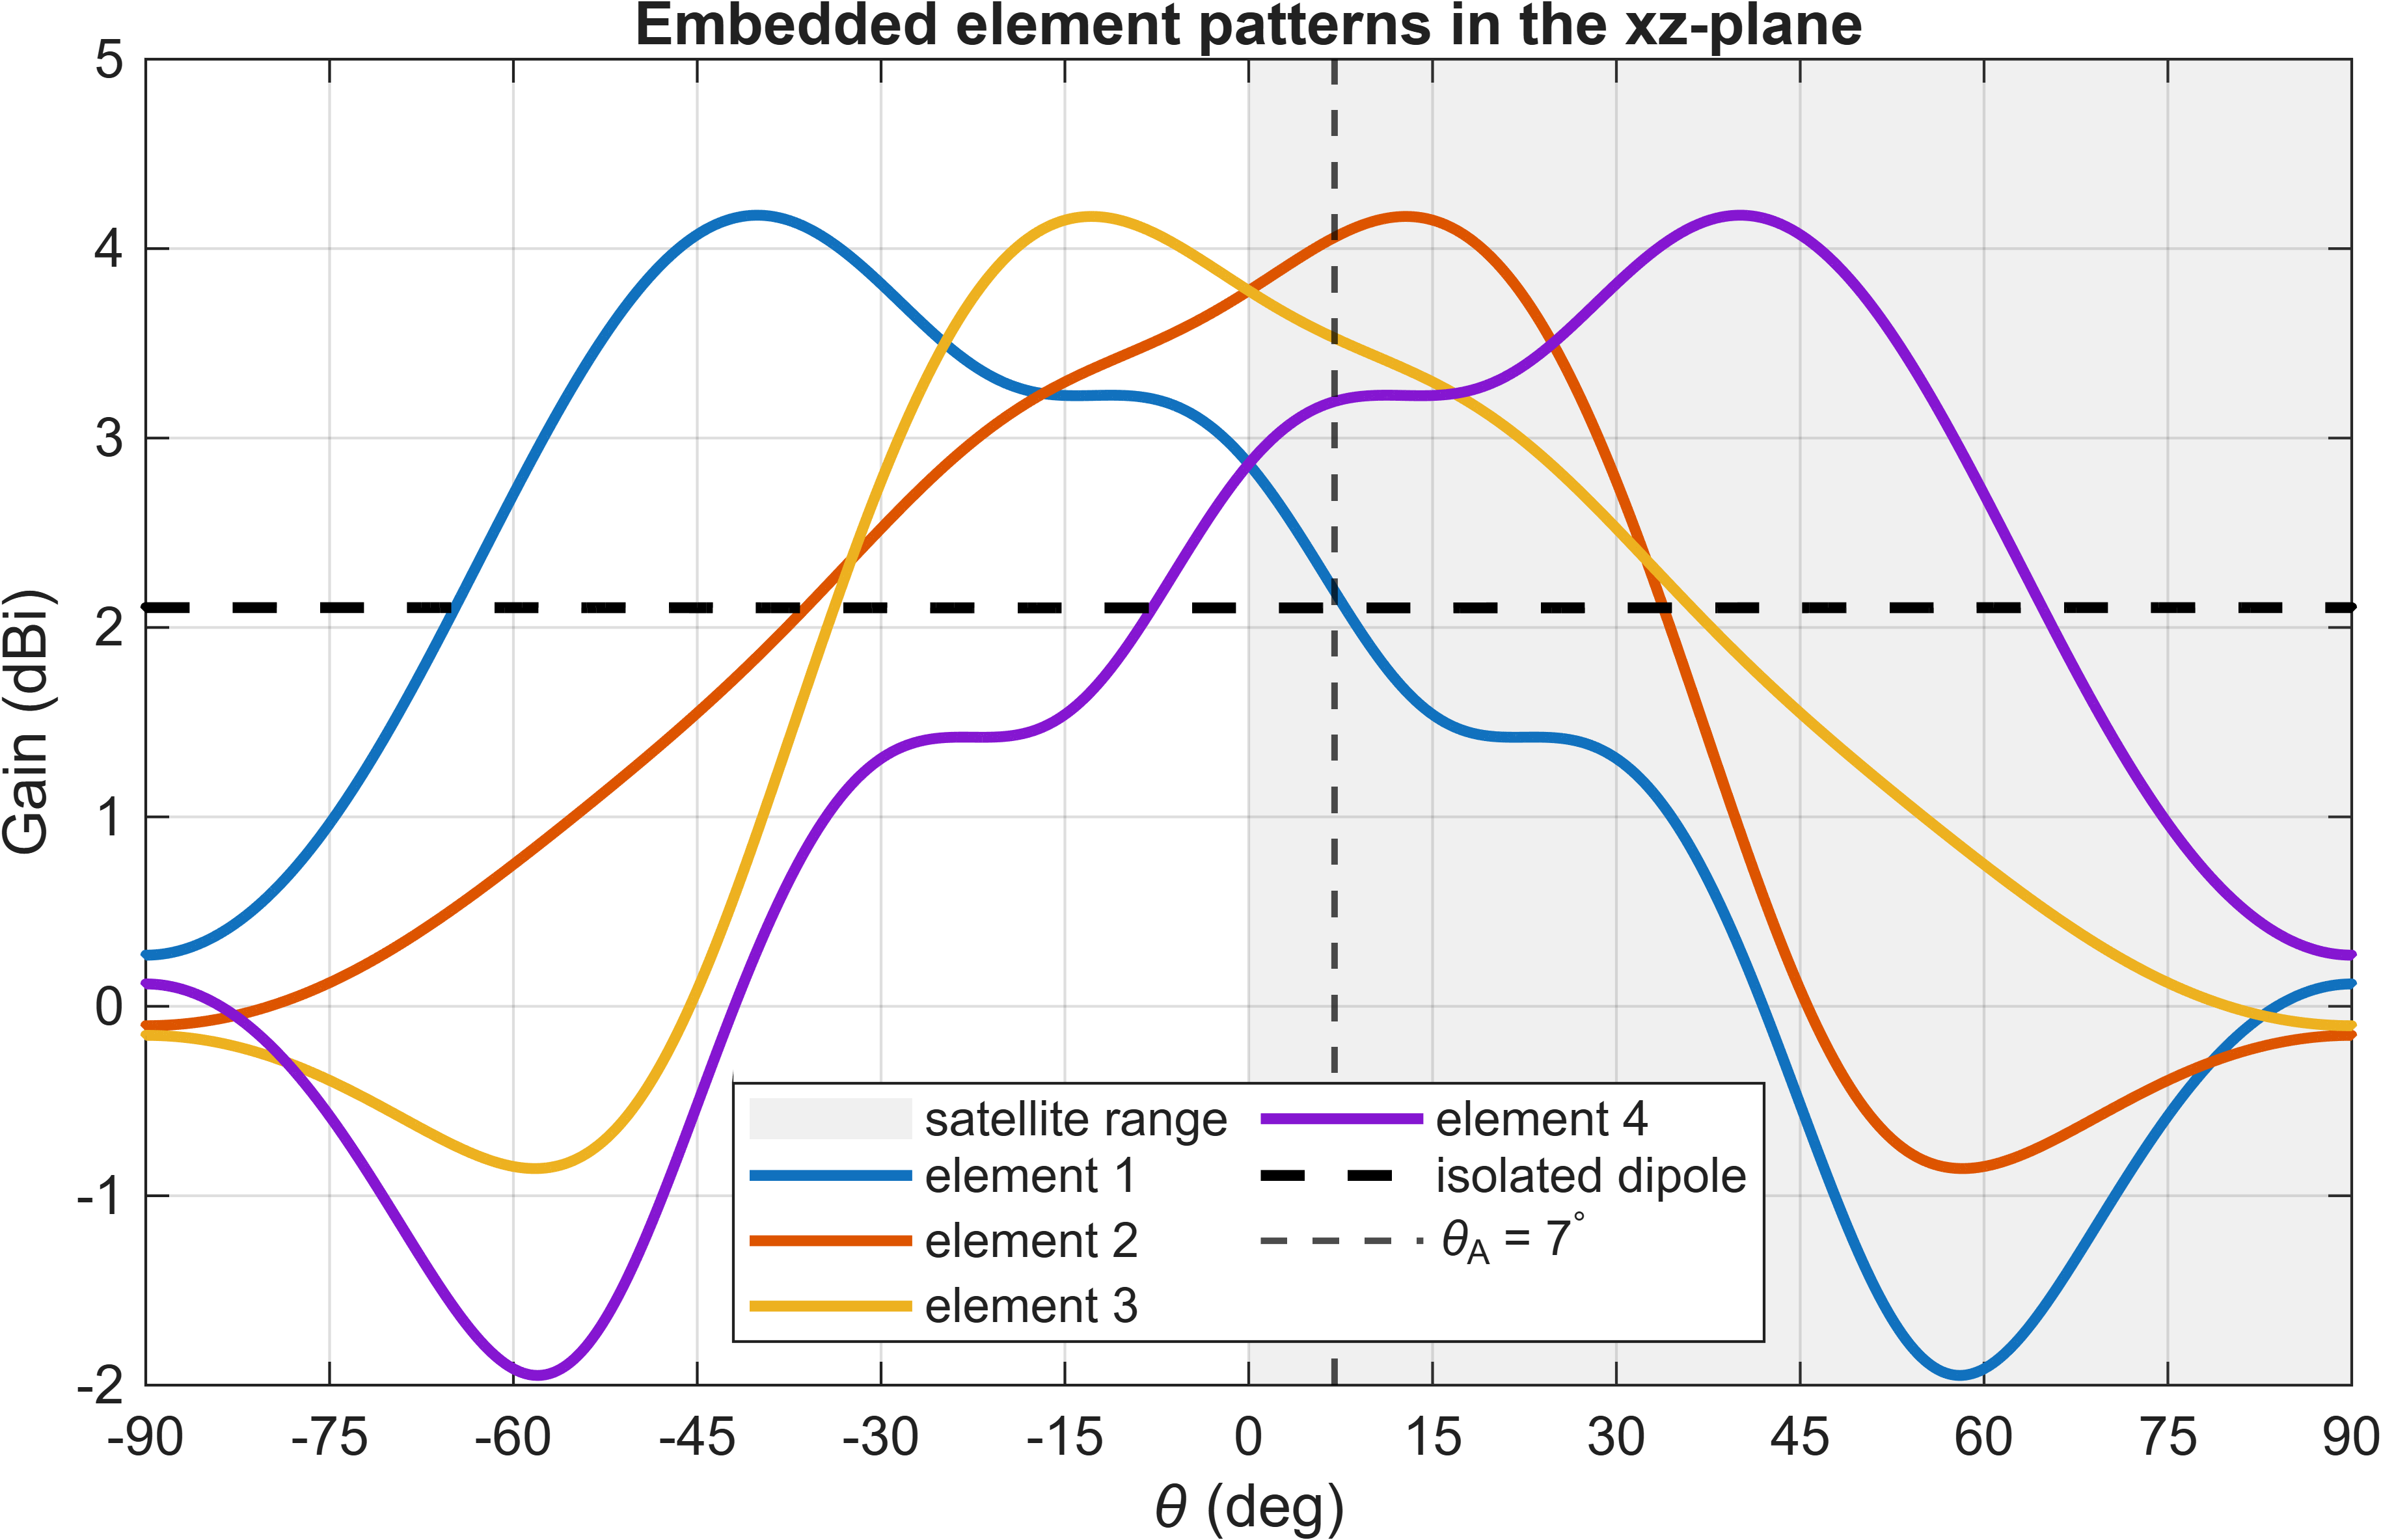 Embedded element patterns in the xz-plane
Gain (dBi)
5
4
3
2
1
0
-1
-2
satellite range
element 1
element 2
element 3
element 4
isolated dipole
θA = 7°
-90 -75 -60 -45 -30 -15 0 15 30 45 60 75 90
θ (deg)